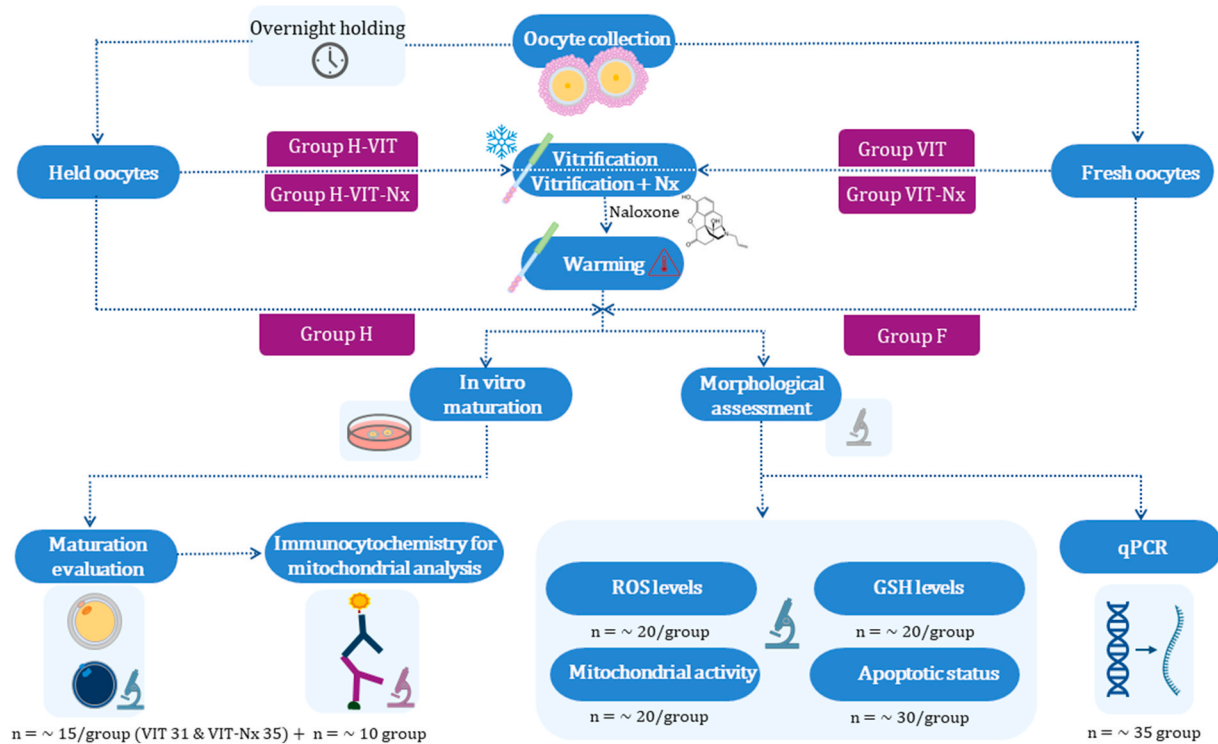 Overnight holding
Oocyte collection
Group H-VIT
Group VIT
Held oocytes
Vitrification
Vitrification + Nx
Fresh oocytes
Group H-VIT-Nx
Group VIT-Nx
Naloxone
HO
OH
N
O
O
Warming
Group H
Group F
In vitro
maturation
Morphological
assessment
Maturation
evaluation
Immunocytochemistry for
mitochondrial analysis
qPCR
ROS levels
GSH levels
n = ~ 20/group
n = ~ 20/group
Mitochondrial activity
Apoptotic status
n = ~ 20/group
n = ~ 30/group
n = ~ 15/group (VIT 31 & VIT-Nx 35) + n = ~ 10 group
n = ~ 35 group